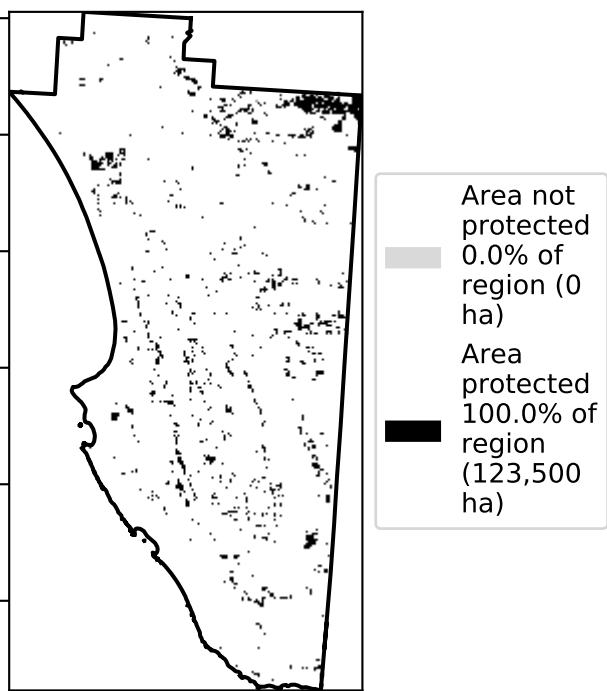 Area not
protected
0.0% of
region (0
ha)
Area
protected
100.0% of
region
(123,500
ha)